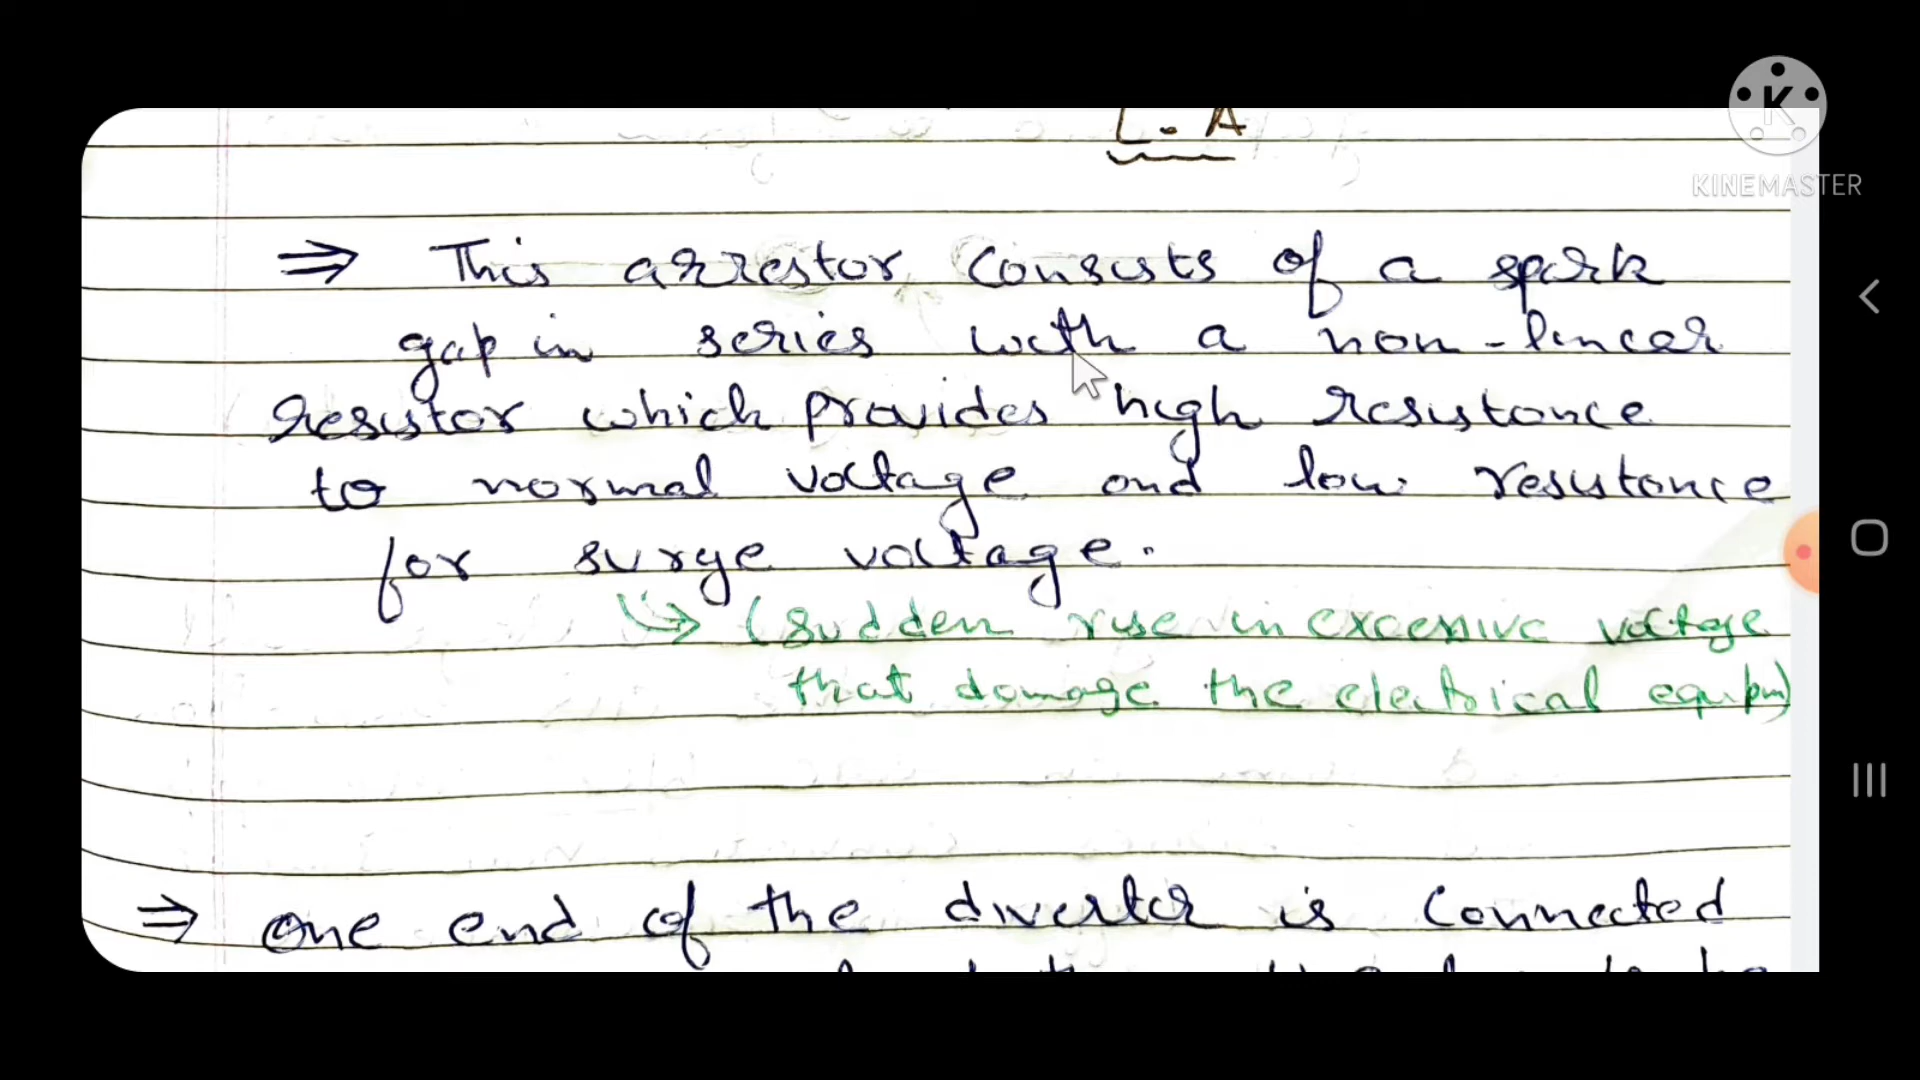 L.A
KINEMASTER
⇒ This arrestor consists of a spark
gap in series with a non-linear
resistor which provides high resistance
to normal voltage and low resistance
for surge voltage.
↳ (sudden rise in excessive voltage
that damage the electrical equipm)
⇒ one end of the diverter is connected